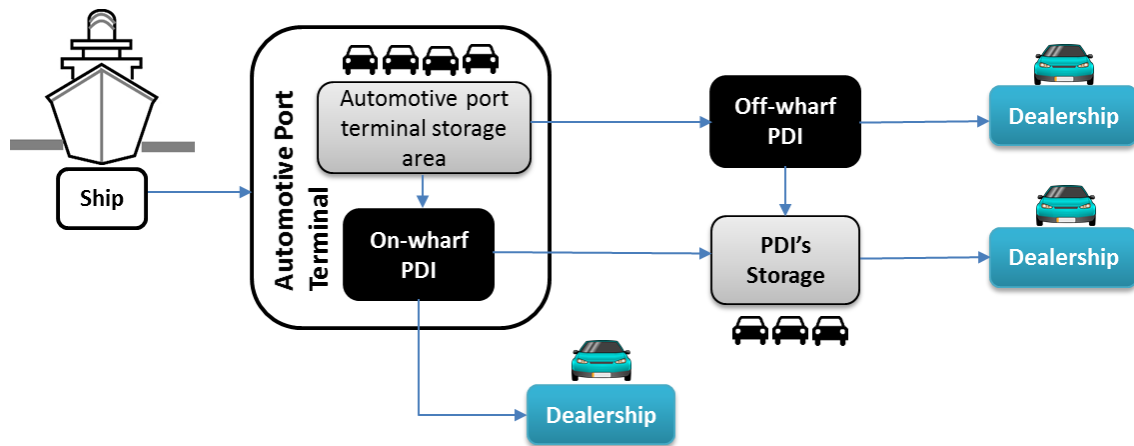 Ship
Automotive Port
Terminal
Automotive port
terminal storage
area
On-wharf
PDI
Off-wharf
PDI
PDI’s
Storage
Dealership
Dealership
Dealership